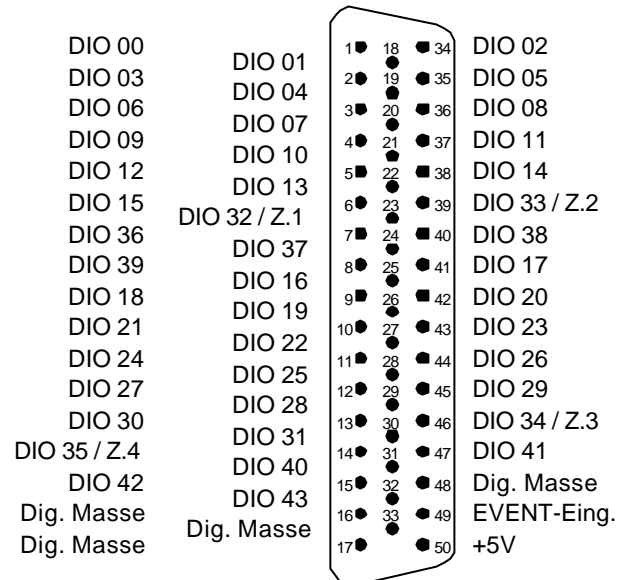 DIO 00 1 18 34 DIO 02
DIO 01
DIO 03 2 19 35 DIO 05
DIO 04
DIO 06 3 20 36 DIO 08
DIO 07
DIO 09 4 21 37 DIO 11
DIO 10
DIO 12 5 22 38 DIO 14
DIO 13
DIO 15 6 23 39 DIO 33 / Z.2
DIO 32 / Z.1
DIO 36 7 24 40 DIO 38
DIO 37
DIO 39 8 25 41 DIO 17
DIO 16
DIO 18 9 26 42 DIO 20
DIO 19
DIO 21 10 27 43 DIO 23
DIO 22
DIO 24 11 28 44 DIO 26
DIO 25
DIO 27 12 29 45 DIO 29
DIO 28
DIO 30 13 30 46 DIO 34 / Z.3
DIO 31
DIO 35 / Z.4 14 31 47 DIO 41
DIO 40
DIO 42 15 32 48 Dig. Masse
DIO 43
Dig. Masse 16 33 49 EVENT-Eing.
Dig. Masse
Dig. Masse 17 50 +5V